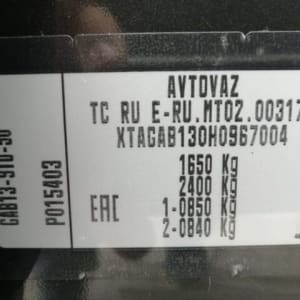 AVTOVAZ
TC RU E-RU.MT02.00317
XTAGAB130H0967004
1650 Kg
2400 Kg
1-0850 Kg
2-0840 Kg
EAC
GAB13-9T0-50
P015403